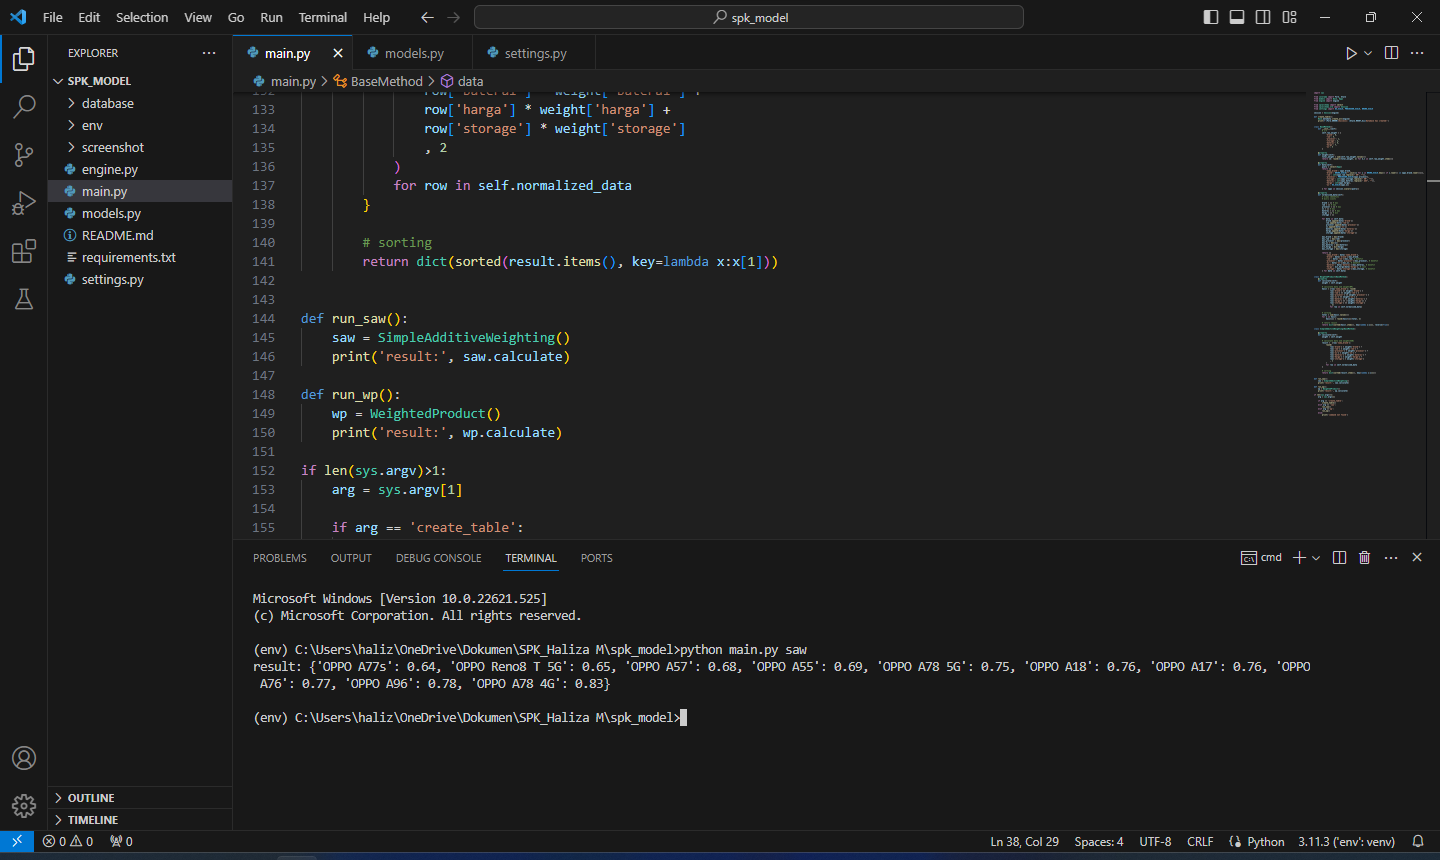 File Edit Selection View Go Run Terminal Help
spk_model
EXPLORER
SPK_MODEL
database
env
screenshot
engine.py
main.py
models.py
README.md
requirements.txt
settings.py
OUTLINE
TIMELINE
main.py models.py settings.py
main.py > BaseMethod > data
133 row['harga'] * weight['harga'] +
134 row['storage'] * weight['storage']
135 , 2
136 )
137 for row in self.normalized_data
138 }
139
140 # sorting
141 return dict(sorted(result.items(), key=lambda x:x[1]))
142
143
144 def run_saw():
145 saw = SimpleAdditiveWeighting()
146 print('result:', saw.calculate)
147
148 def run_wp():
149 wp = WeightedProduct()
150 print('result:', wp.calculate)
151
152 if len(sys.argv)>1:
153 arg = sys.argv[1]
154
155 if arg == 'create_table':
PROBLEMS OUTPUT DEBUG CONSOLE TERMINAL PORTS
cmd
Microsoft Windows [Version 10.0.22621.525]
(c) Microsoft Corporation. All rights reserved.
(env) C:\Users\haliz\OneDrive\Dokumen\SPK_Haliza M\spk_model>python main.py saw
result: {'OPPO A77s': 0.64, 'OPPO Reno8 T 5G': 0.65, 'OPPO A57': 0.68, 'OPPO A55': 0.69, 'OPPO A78 5G': 0.75, 'OPPO A18': 0.76, 'OPPO A17': 0.76, 'OPPO
A76': 0.77, 'OPPO A96': 0.78, 'OPPO A78 4G': 0.83}
(env) C:\Users\haliz\OneDrive\Dokumen\SPK_Haliza M\spk_model>
0 0 0
Ln 38, Col 29 Spaces: 4 UTF-8 CRLF Python 3.11.3 ('env': venv)